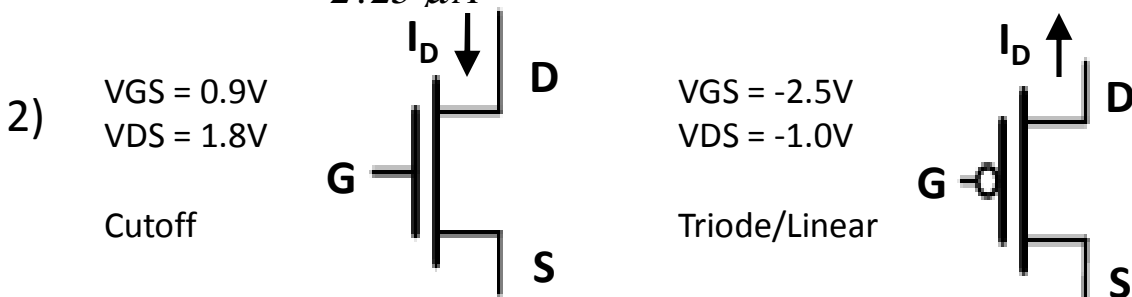 2)
VGS = 0.9V
VDS = 1.8V
Cutoff
I_D
D
G
S
VGS = -2.5V
VDS = -1.0V
Triode/Linear
I_D
D
G
S